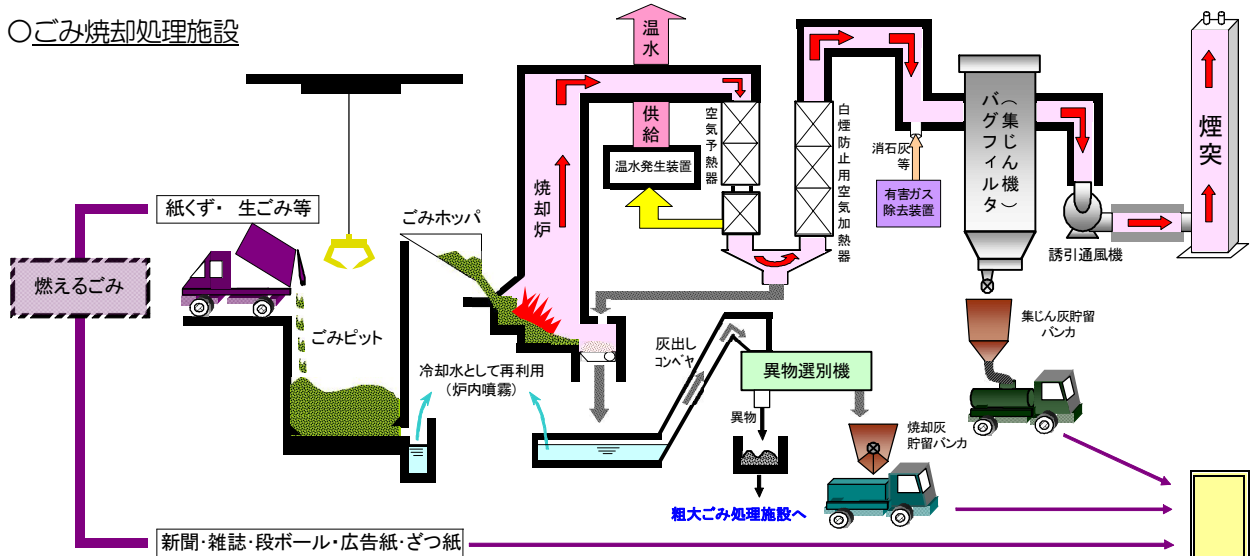 ○ごみ焼却処理施設
温水
供給
温水発生装置
空気予熱器
白煙防止用空気加熱器
消石灰等
有害ガス
除去装置
バグフィルタ
（集じん機）
煙突
誘引通風機
焼却炉
紙くず・ 生ごみ等
ごみホッパ
燃えるごみ
ごみピット
冷却水として再利用
（炉内噴霧）
灰出し
コンベヤ
異物選別機
異物
焼却灰
貯留バンカ
集じん灰貯留
バンカ
粗大ごみ処理施設へ
新聞・雑誌・段ボール・広告紙・ざつ紙